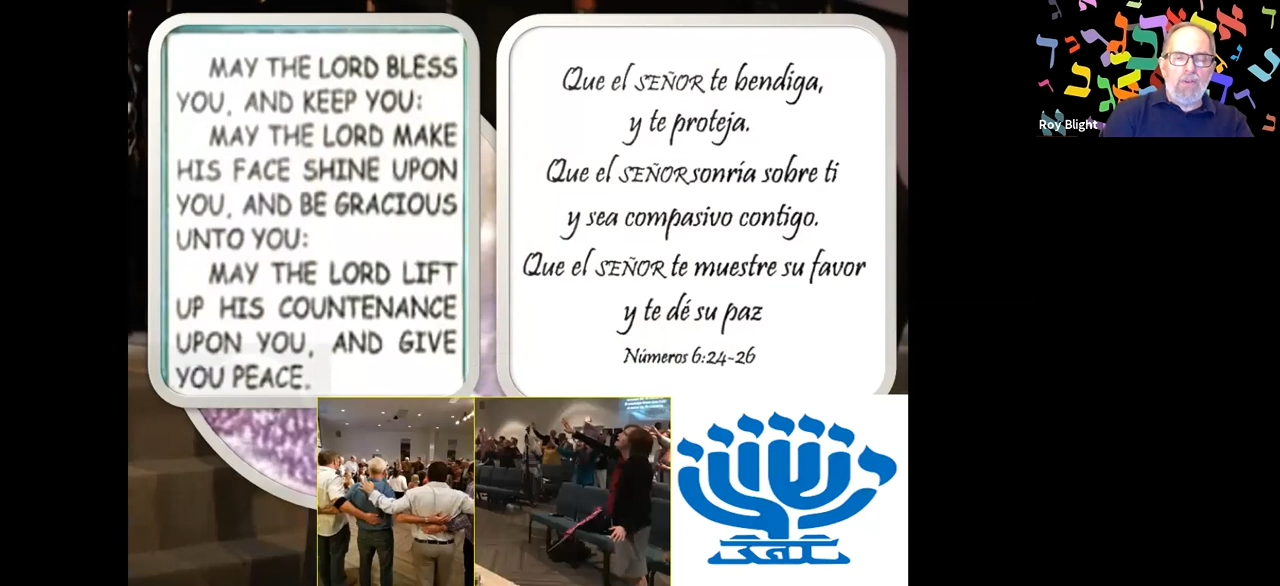 MAY THE LORD BLESS
YOU, AND KEEP YOU:
MAY THE LORD MAKE
HIS FACE SHINE UPON
YOU, AND BE GRACIOUS
UNTO YOU:
MAY THE LORD LIFT
UP HIS COUNTENANCE
UPON YOU, AND GIVE
YOU PEACE.
Que el SEÑOR te bendiga,
y te proteja.
Que el SEÑOR sonría sobre ti
y sea compasivo contigo.
Que el SEÑOR te muestre su favor
y te dé su paz
Números 6:24-26
Roy Blight